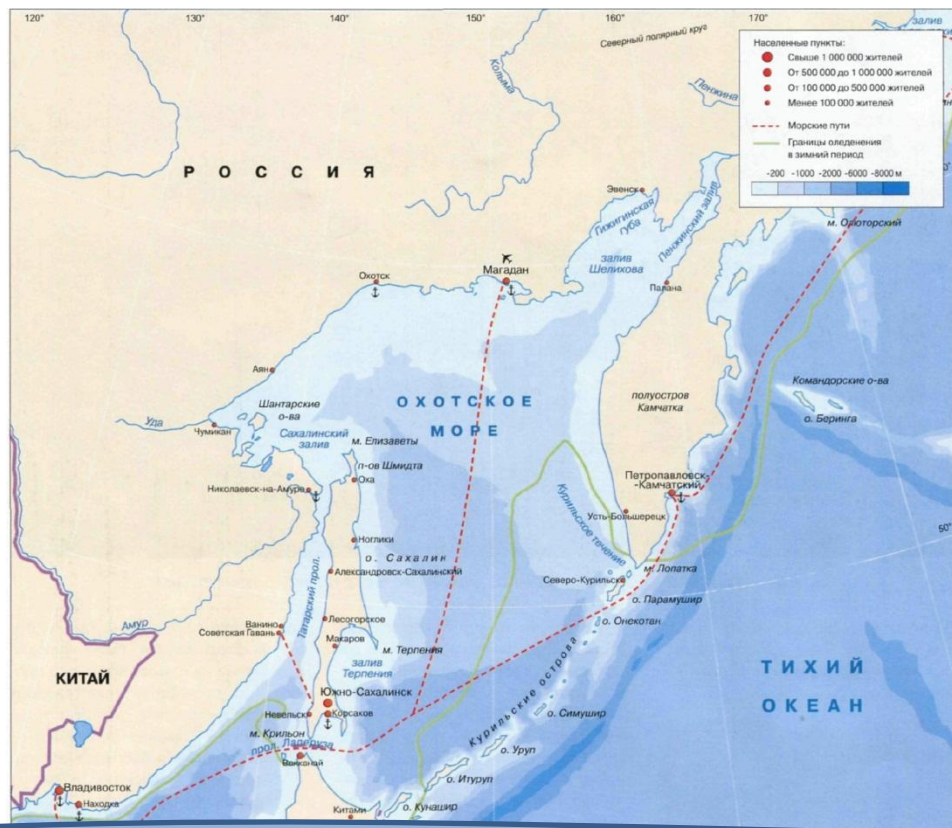 120°
130°
140°
150°
160°
170°
залив
Северный полярный круг
Населенные пункты:
Свыше 1 000 000 жителей
От 500 000 до 1 000 000 жителей
От 100 000 до 500 000 жителей
Менее 100 000 жителей
Морские пути
Границы оледенения
в зимний период
-200 -1000 -2000 -6000 -8000 м
Колыма
Пенжина
РОССИЯ
Эвенск
Гижигинская
губа
Пенжинский залив
м. Олюторский
залив
Шелихова
Магадан
Охотск
Палана
Аян
Командорские о-ва
о. Беринга
полуостров
Камчатка
ОХОТСКОЕ
МОРЕ
Шантарские
о-ва
Уда
Чумикан
Сахалинский
залив
м. Елизаветы
п-ов Шмидта
Оха
Николаевск-на-Амуре
Петропавловск-
-Камчатский
Усть-Большерецк
Курильское течение
50°
Ноглики
о. Сахалик
Александровск-Сахалинский
м. Лопатка
Северо-Курильск
о. Парамушир
о. Онекотан
Амур
Татарский прол.
Ванино
Советская Гавань
Лесогорское
Макаров
м. Терпения
залив
Терпения
КИТАЙ
ТИХИЙ
ОКЕАН
Курильские острова
о. Симушир
Южно-Сахалинск
Невельск
Корсаков
м. Крильон
прол. Лаперуза
Вакканай
о. Уруп
о. Итуруп
Владивосток
Находка
Китами
о. Кунашир